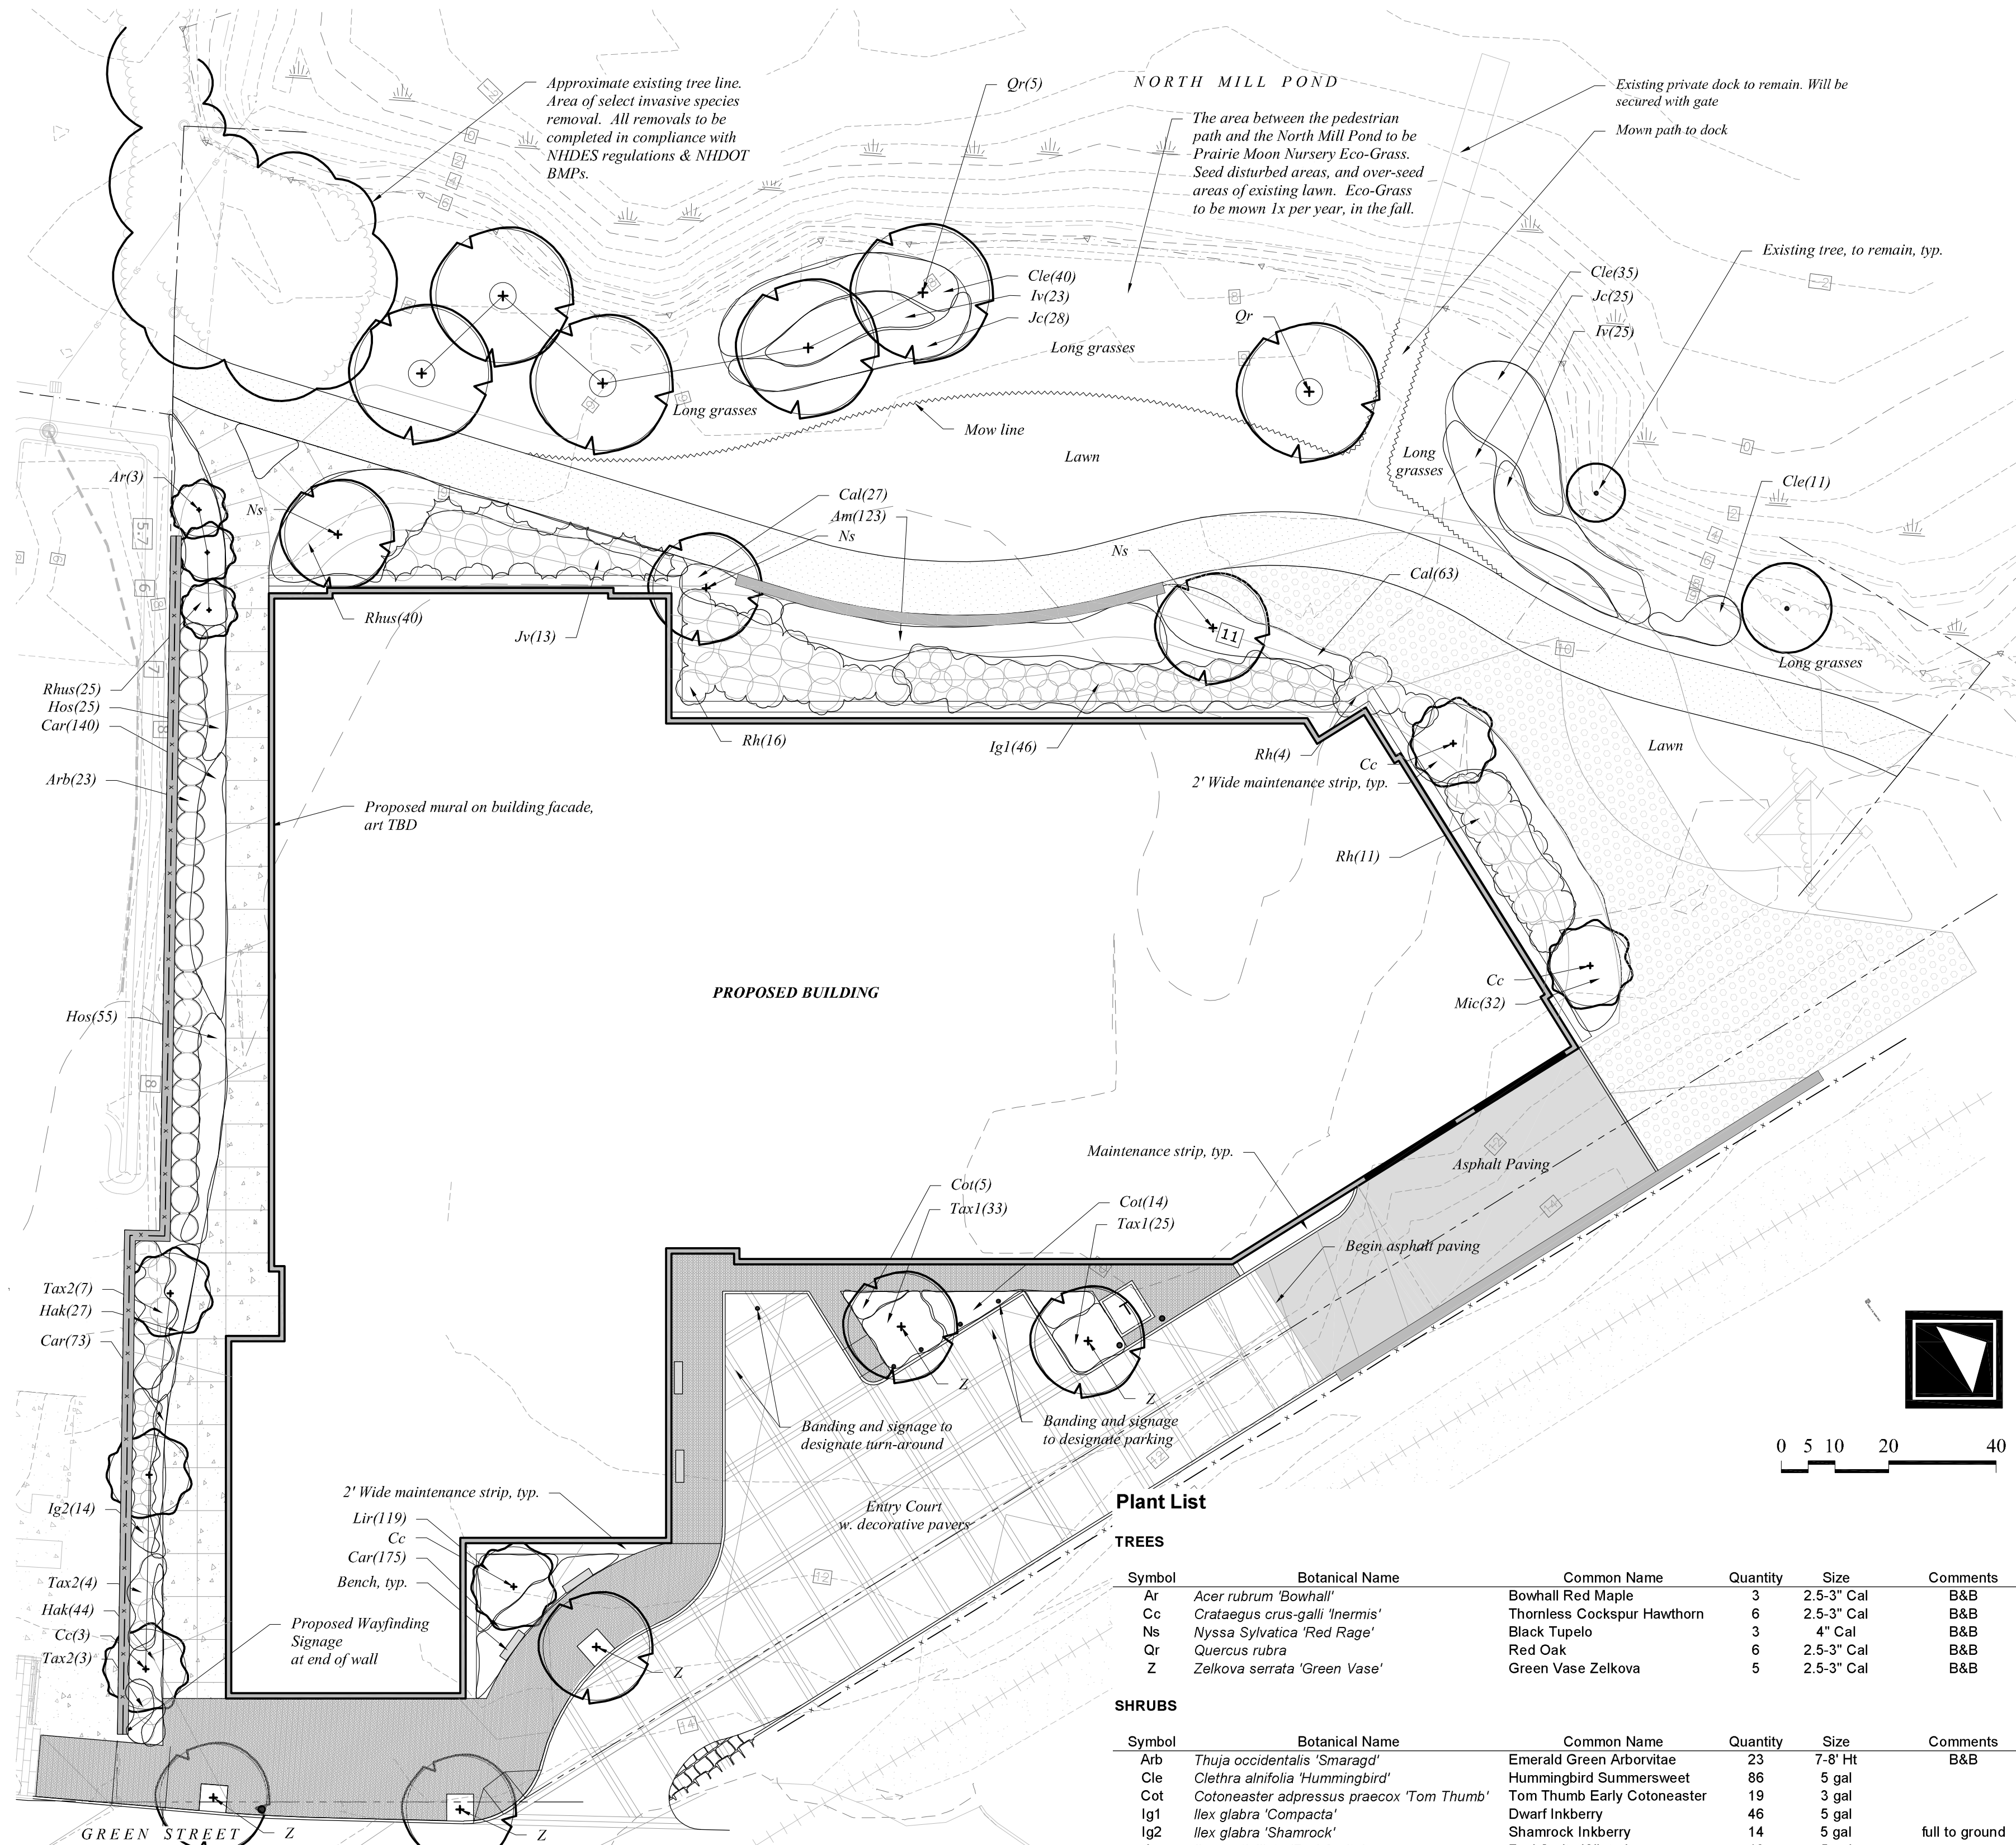 Approximate existing tree line.
Area of select invasive species
removal. All removals to be
completed in compliance with
NHDES regulations & NHDOT
BMPs.
Qr(5)
NORTH MILL POND
The area between the pedestrian
path and the North Mill Pond to be
Prairie Moon Nursery Eco-Grass.
Seed disturbed areas, and over-seed
areas of existing lawn. Eco-Grass
to be mown 1x per year, in the fall.
Existing private dock to remain. Will be
secured with gate
Mown path to dock
Existing tree, to remain, typ.
Cle(40)
Iv(23)
Jc(28)
Long grasses
Qr
Cle(35)
Jc(25)
Iv(25)
Long grasses
Mow line
Lawn
Long
grasses
Cle(11)
Long grasses
Ar(3)
Ns
Cal(27)
Am(123)
Ns
Ns
Cal(63)
11
Rhus(40)
Jv(13)
Rhus(25)
Hos(25)
Car(140)
Arb(23)
Rh(16)
Ig1(46)
Rh(4)
Cc
2' Wide maintenance strip, typ.
Lawn
Rh(11)
Proposed mural on building facade,
art TBD
PROPOSED BUILDING
Cc
Mic(32)
Hos(55)
5.7
6
7
8
8
Maintenance strip, typ.
Asphalt Paving
12
14
Cot(5)
Tax1(33)
Cot(14)
Tax1(25)
Begin asphalt paving
Tax2(7)
Hak(27)
Car(73)
Z
Z
Banding and signage to
designate turn-around
Banding and signage
to designate parking
12
0 5 10 20 40
2' Wide maintenance strip, typ.
Lir(119)
Cc
Car(175)
Bench, typ.
Entry Court
w. decorative pavers
12
14
Ig2(14)
Tax2(4)
Hak(44)
Cc(3)
Tax2(3)
Proposed Wayfinding
Signage
at end of wall
Z
GREEN STREET
Z
Z
Plant List
TREES
Symbol Botanical Name Common Name Quantity Size Comments
Ar Acer rubrum 'Bowhall' Bowhall Red Maple 3 2.5-3" Cal B&B
Cc Crataegus crus-galli 'Inermis' Thornless Cockspur Hawthorn 6 2.5-3" Cal B&B
Ns Nyssa Sylvatica 'Red Rage' Black Tupelo 3 4" Cal B&B
Qr Quercus rubra Red Oak 6 2.5-3" Cal B&B
Z Zelkova serrata 'Green Vase' Green Vase Zelkova 5 2.5-3" Cal B&B
SHRUBS
Symbol Botanical Name Common Name Quantity Size Comments
Arb Thuja occidentalis 'Smaragd' Emerald Green Arborvitae 23 7-8' Ht B&B
Cle Clethra alnifolia 'Hummingbird' Hummingbird Summersweet 86 5 gal
Cot Cotoneaster adpressus praecox 'Tom Thumb' Tom Thumb Early Cotoneaster 19 3 gal
Ig1 Ilex glabra 'Compacta' Dwarf Inkberry 46 5 gal
Ig2 Ilex glabra 'Shamrock' Shamrock Inkberry 14 5 gal full to ground